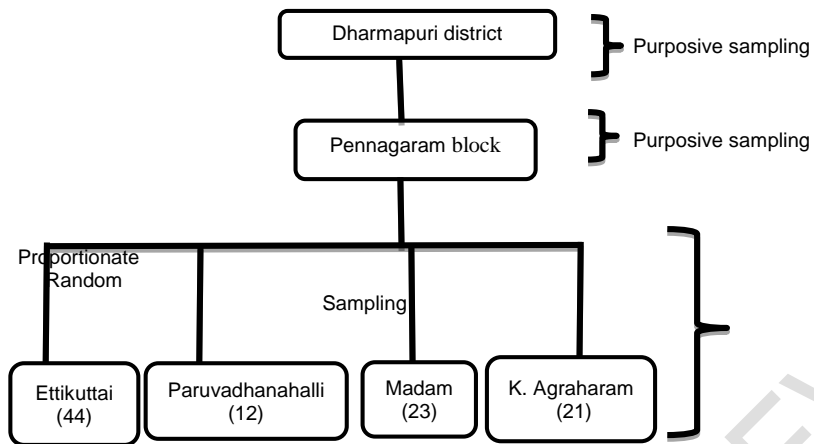 Dharmapuri district
Purposive sampling
Pennagaram block
Purposive sampling
Proportionate
Random
Sampling
Ettikuttai
(44)
Paruvadhanahalli
(12)
Madam
(23)
K. Agraharam
(21)